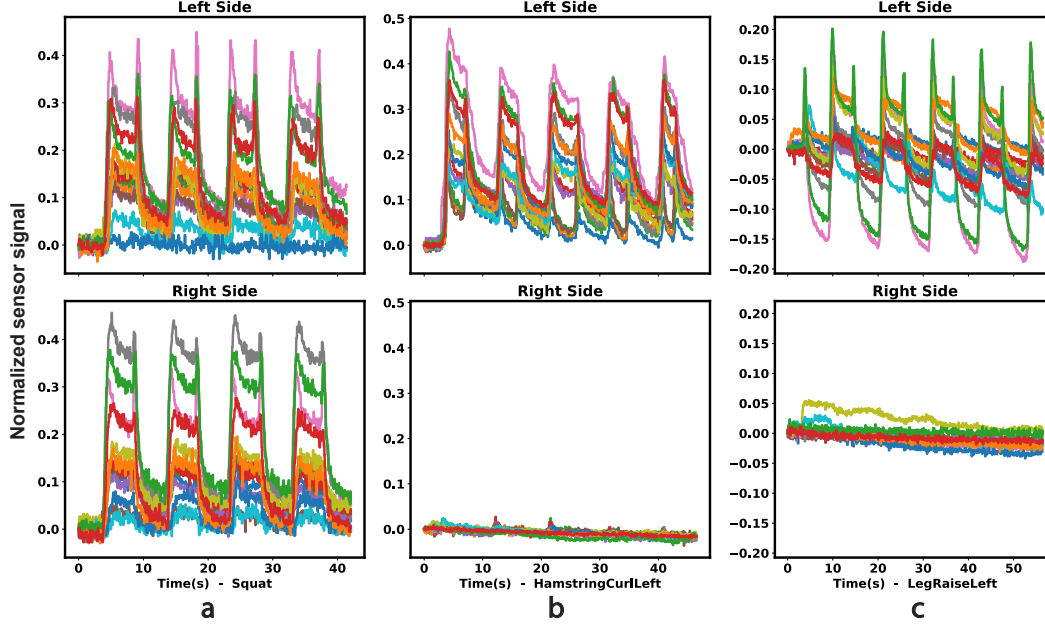 Left Side Left Side Left Side
0.4 0.5 0.20
0.3 0.4 0.15
0.2 0.3 0.10
0.1 0.2 0.05
0.0 0.1 0.00
0.0 −0.05
−0.10
−0.15
−0.20
Normalized sensor signal
Right Side Right Side Right Side
0.4 0.5 0.20
0.3 0.4 0.15
0.2 0.3 0.10
0.1 0.2 0.05
0.0 0.1 0.00
0.0 −0.05
−0.10
−0.15
−0.20
0 10 20 30 40 0 10 20 30 40 0 10 20 30 40 50
Time(s) - Squat Time(s) - HamstringCurlLeft Time(s) - LegRaiseLeft
a b c